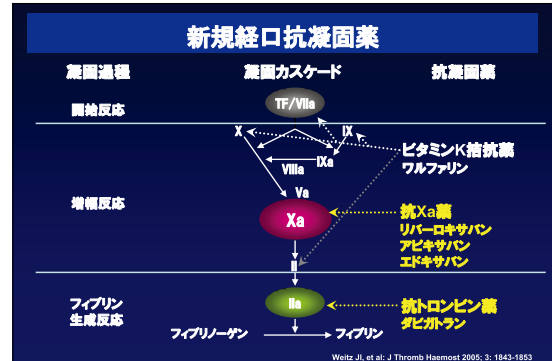 新規経口抗凝固薬
凝固過程 凝固カスケード 抗凝固薬
開始反応 TF/VIIa
X IX
VIIIa IXa
ビタミンK拮抗薬
ワルファリン
Va
増幅反応 Xa
抗Xa薬
リバーロキサバン
アピキサバン
エドキサバン
II
フィブリン
生成反応
IIa
抗トロンビン薬
ダビガトラン
フィブリノーゲン フィブリン
Weitz JI, et al: J Thromb Haemost 2005; 3: 1843-1853